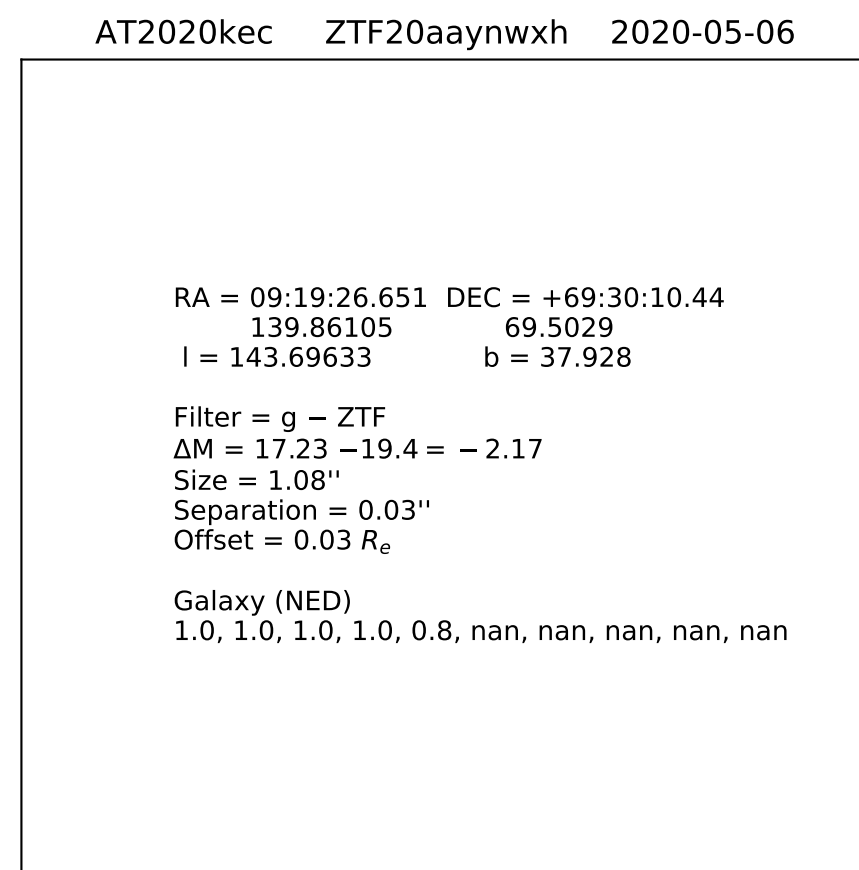 AT2020kec ZTF20aaynwxh 2020-05-06
RA = 09:19:26.651 DEC = +69:30:10.44
139.86105 69.5029
l = 143.69633 b = 37.928
Filter = g − ZTF
ΔM = 17.23 −19.4 = − 2.17
Size = 1.08''
Separation = 0.03''
Offset = 0.03 Rₑ
Galaxy (NED)
1.0, 1.0, 1.0, 1.0, 0.8, nan, nan, nan, nan, nan